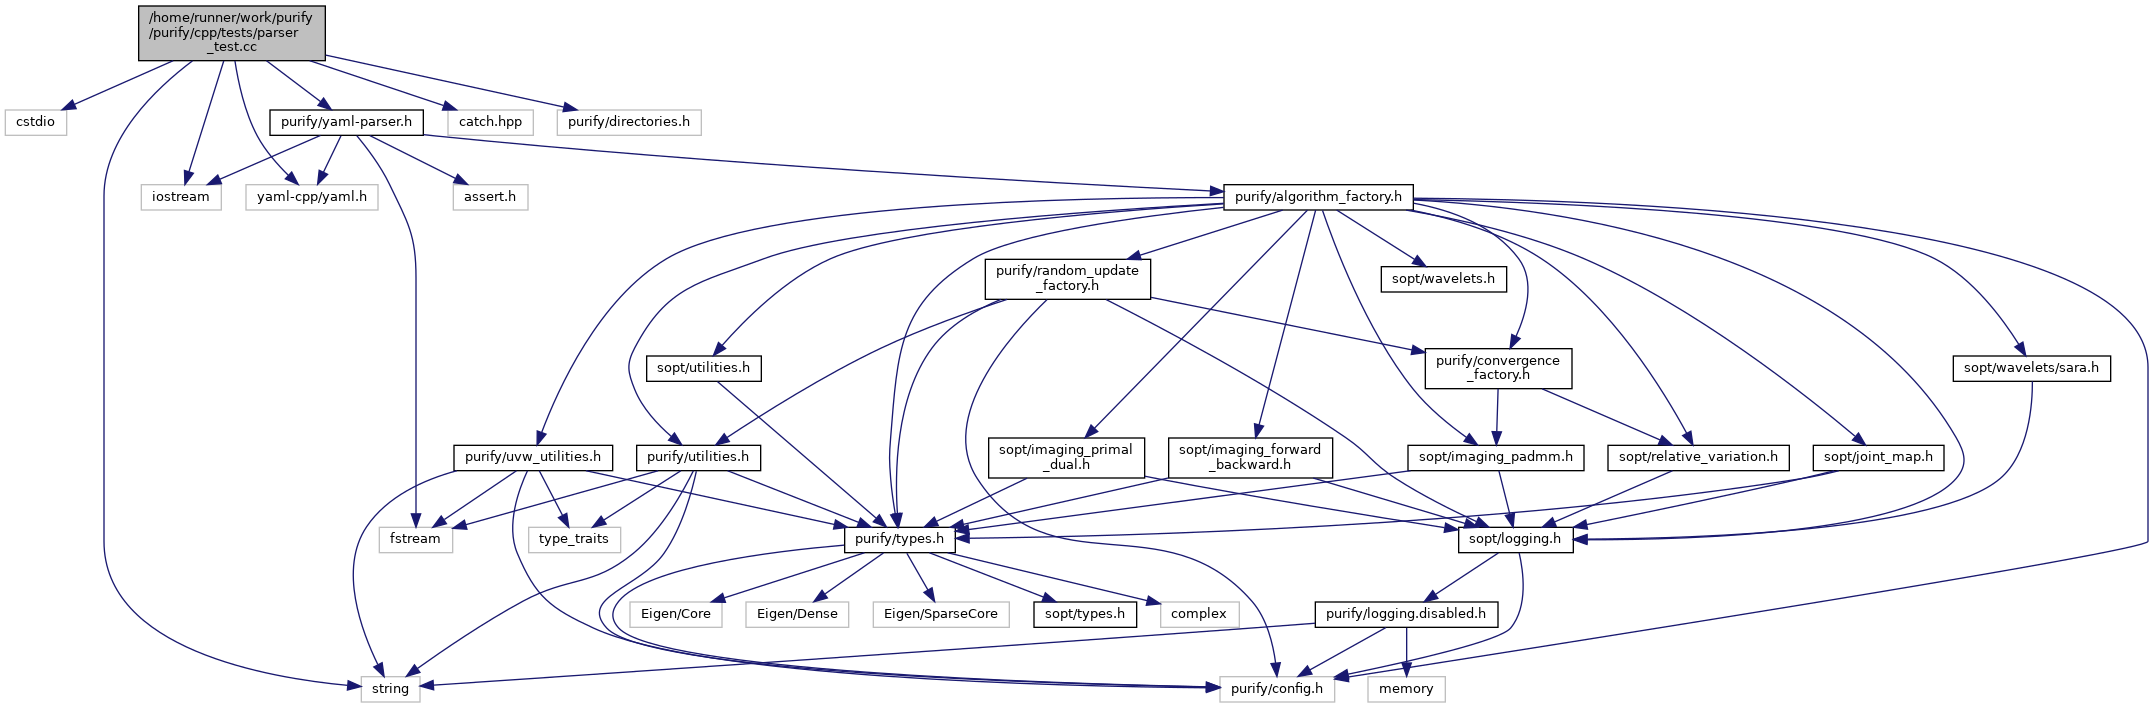 /home/runner/work/purify
/purify/cpp/tests/parser
_test.cc
cstdio
purify/yaml-parser.h
catch.hpp
purify/directories.h
iostream
yaml-cpp/yaml.h
assert.h
purify/algorithm_factory.h
purify/random_update
_factory.h
sopt/wavelets.h
sopt/utilities.h
purify/convergence
_factory.h
sopt/wavelets/sara.h
purify/uvw_utilities.h
purify/utilities.h
sopt/imaging_primal
_dual.h
sopt/imaging_forward
_backward.h
sopt/imaging_padmm.h
sopt/relative_variation.h
sopt/joint_map.h
fstream
type_traits
purify/types.h
sopt/logging.h
Eigen/Core
Eigen/Dense
Eigen/SparseCore
sopt/types.h
complex
purify/logging.disabled.h
string
purify/config.h
memory